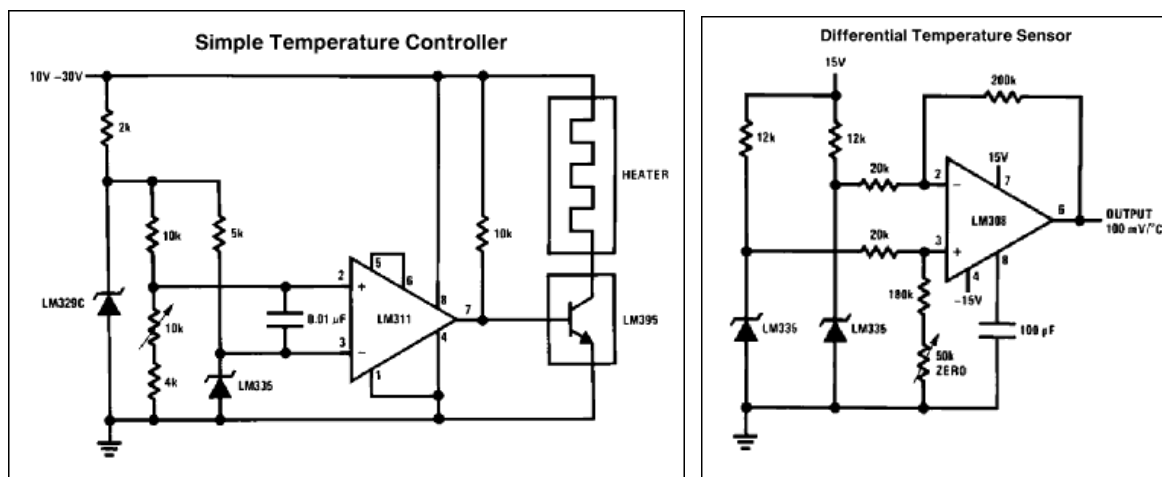 Simple Temperature Controller
10V –30V
2k
10k
5k
10k
HEATER
LM329C
10k
4k
0.01 μF
LM335
2
+
3
−
5
6
LM311
8
7
4
1
LM395
Differential Temperature Sensor
15V
200k
12k
12k
20k
2
−
15V
7
LM308
6
OUTPUT
100 mV/°C
20k
3
+
4
8
−15V
180k
LM335
LM335
50k
ZERO
100 pF